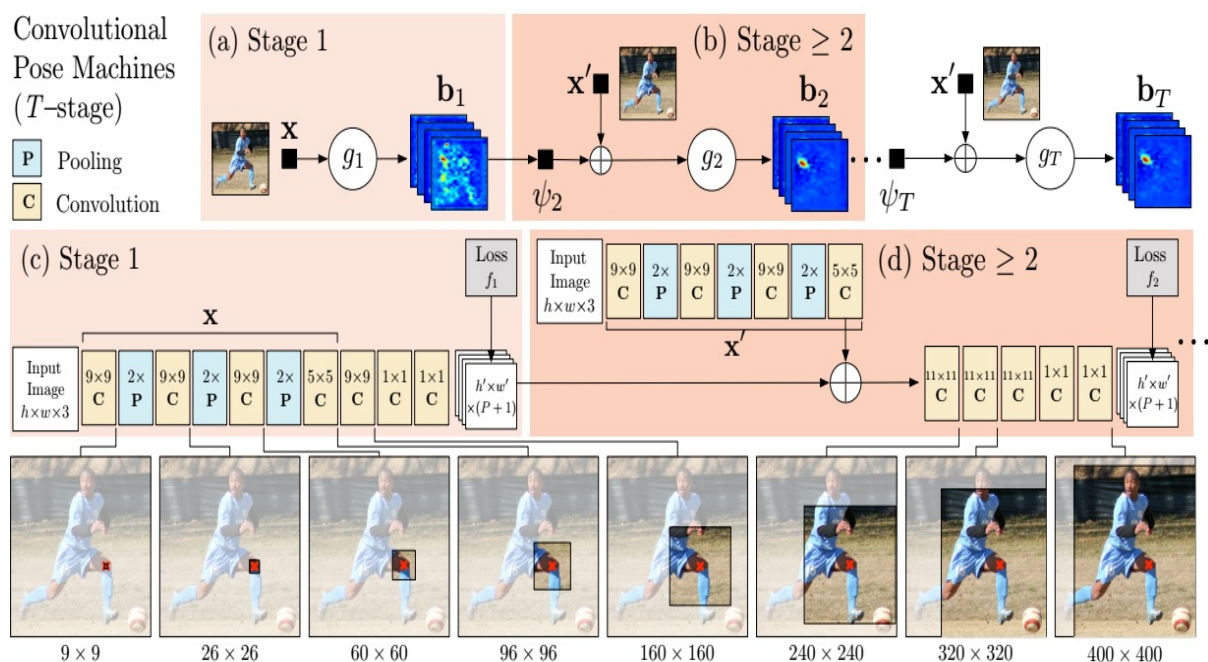 Convolutional
Pose Machines
(T–stage)
P Pooling
C Convolution
(a) Stage 1
x
g₁
b₁
(b) Stage ≥ 2
x′
ψ₂
g₂
b₂
x′
ψ_T
g_T
b_T
(c) Stage 1
Loss
f₁
x
Input
Image
h×w×3
9×9
C
2×
P
9×9
C
2×
P
9×9
C
2×
P
5×5
C
9×9
C
1×1
C
1×1
C
h′×w′
×(P+1)
(d) Stage ≥ 2
Input
Image
h×w×3
9×9
C
2×
P
9×9
C
2×
P
9×9
C
2×
P
5×5
C
x′
Loss
f₂
11×11
C
11×11
C
11×11
C
1×1
C
1×1
C
h′×w′
×(P+1)
9 × 9
26 × 26
60 × 60
96 × 96
160 × 160
240 × 240
320 × 320
400 × 400